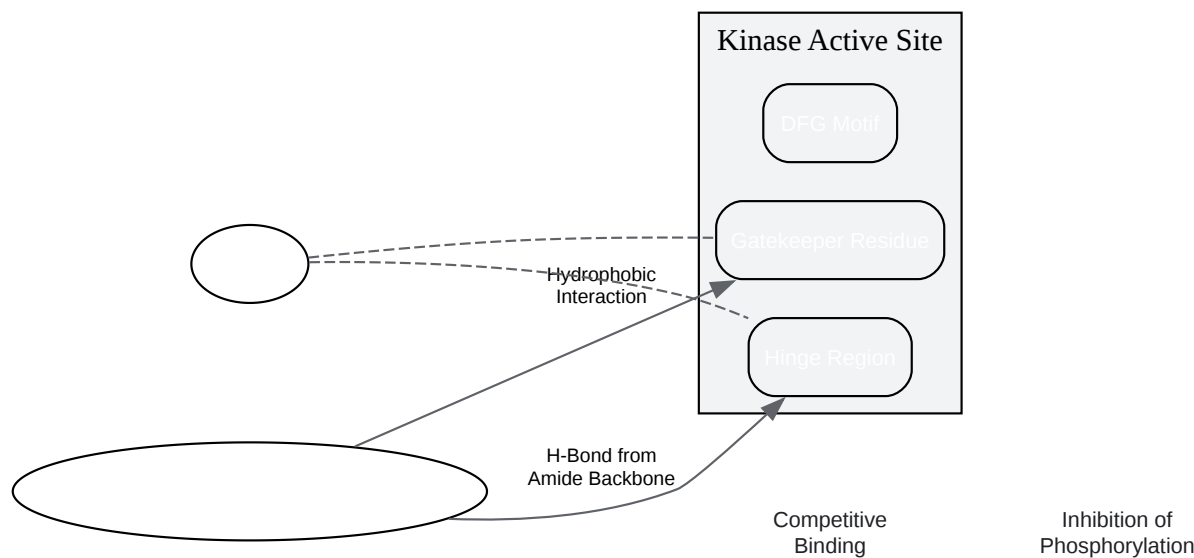 Kinase Active Site
DFG Motif
Gatekeeper Residue
Hydrophobic
Interaction
Hinge Region
H-Bond from
Amide Backbone
Competitive
Binding
Inhibition of
Phosphorylation